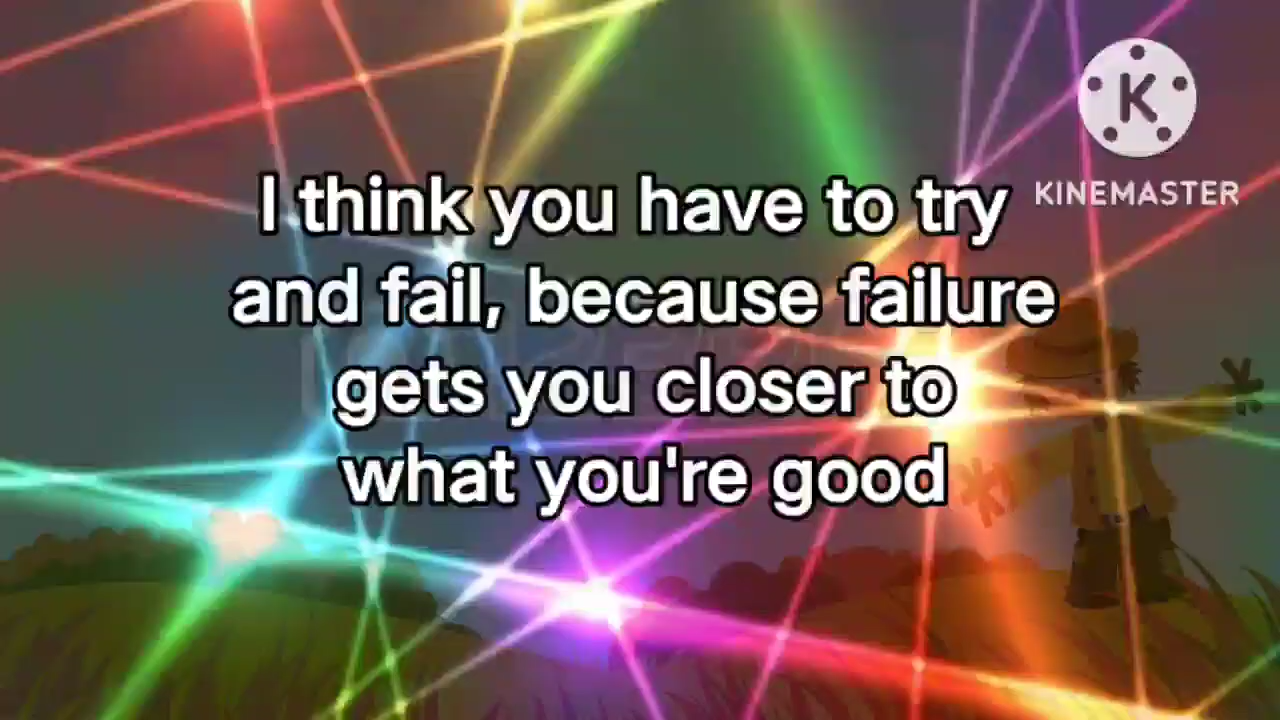 K
KINEMASTER
I think you have to try
and fail, because failure
gets you closer to
what you're good